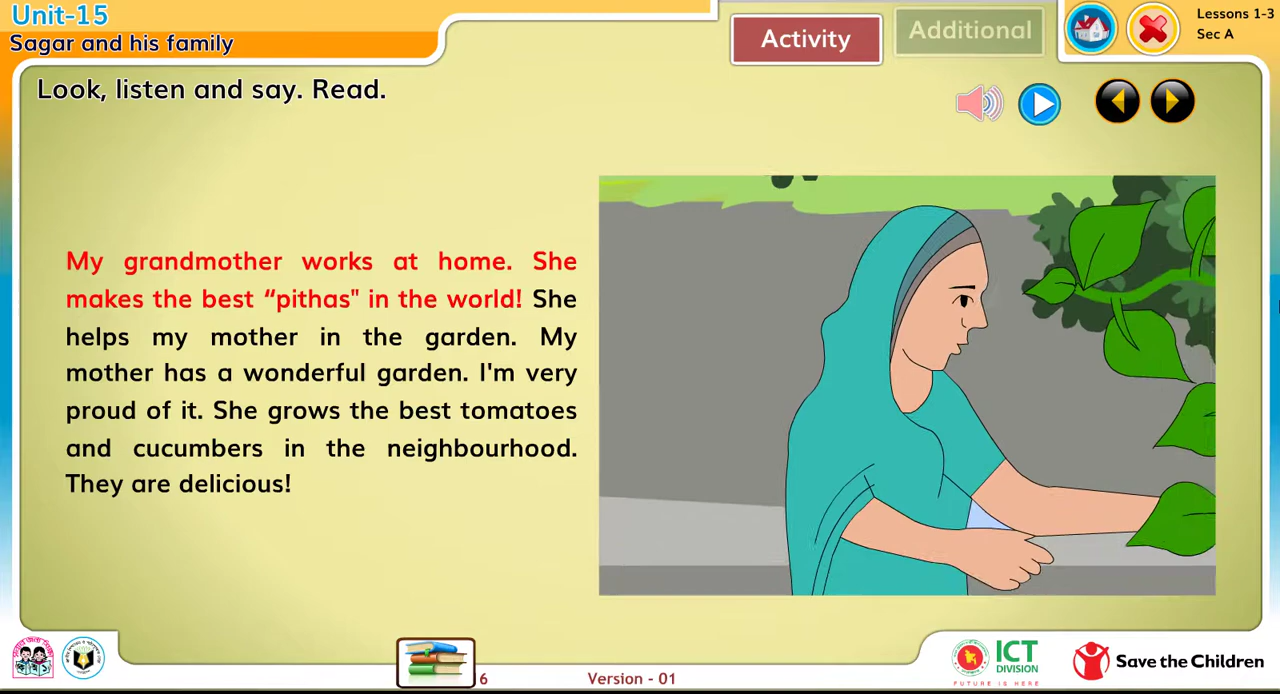 Unit-15
Sagar and his family
Activity
Additional
Lessons 1-3
Sec A
Look, listen and say. Read.
My grandmother works at home. She
makes the best “pithas" in the world! She
helps my mother in the garden. My
mother has a wonderful garden. I'm very
proud of it. She grows the best tomatoes
and cucumbers in the neighbourhood.
They are delicious!
6
Version - 01
ICT
DIVISION
FUTURE IS HERE
Save the Children